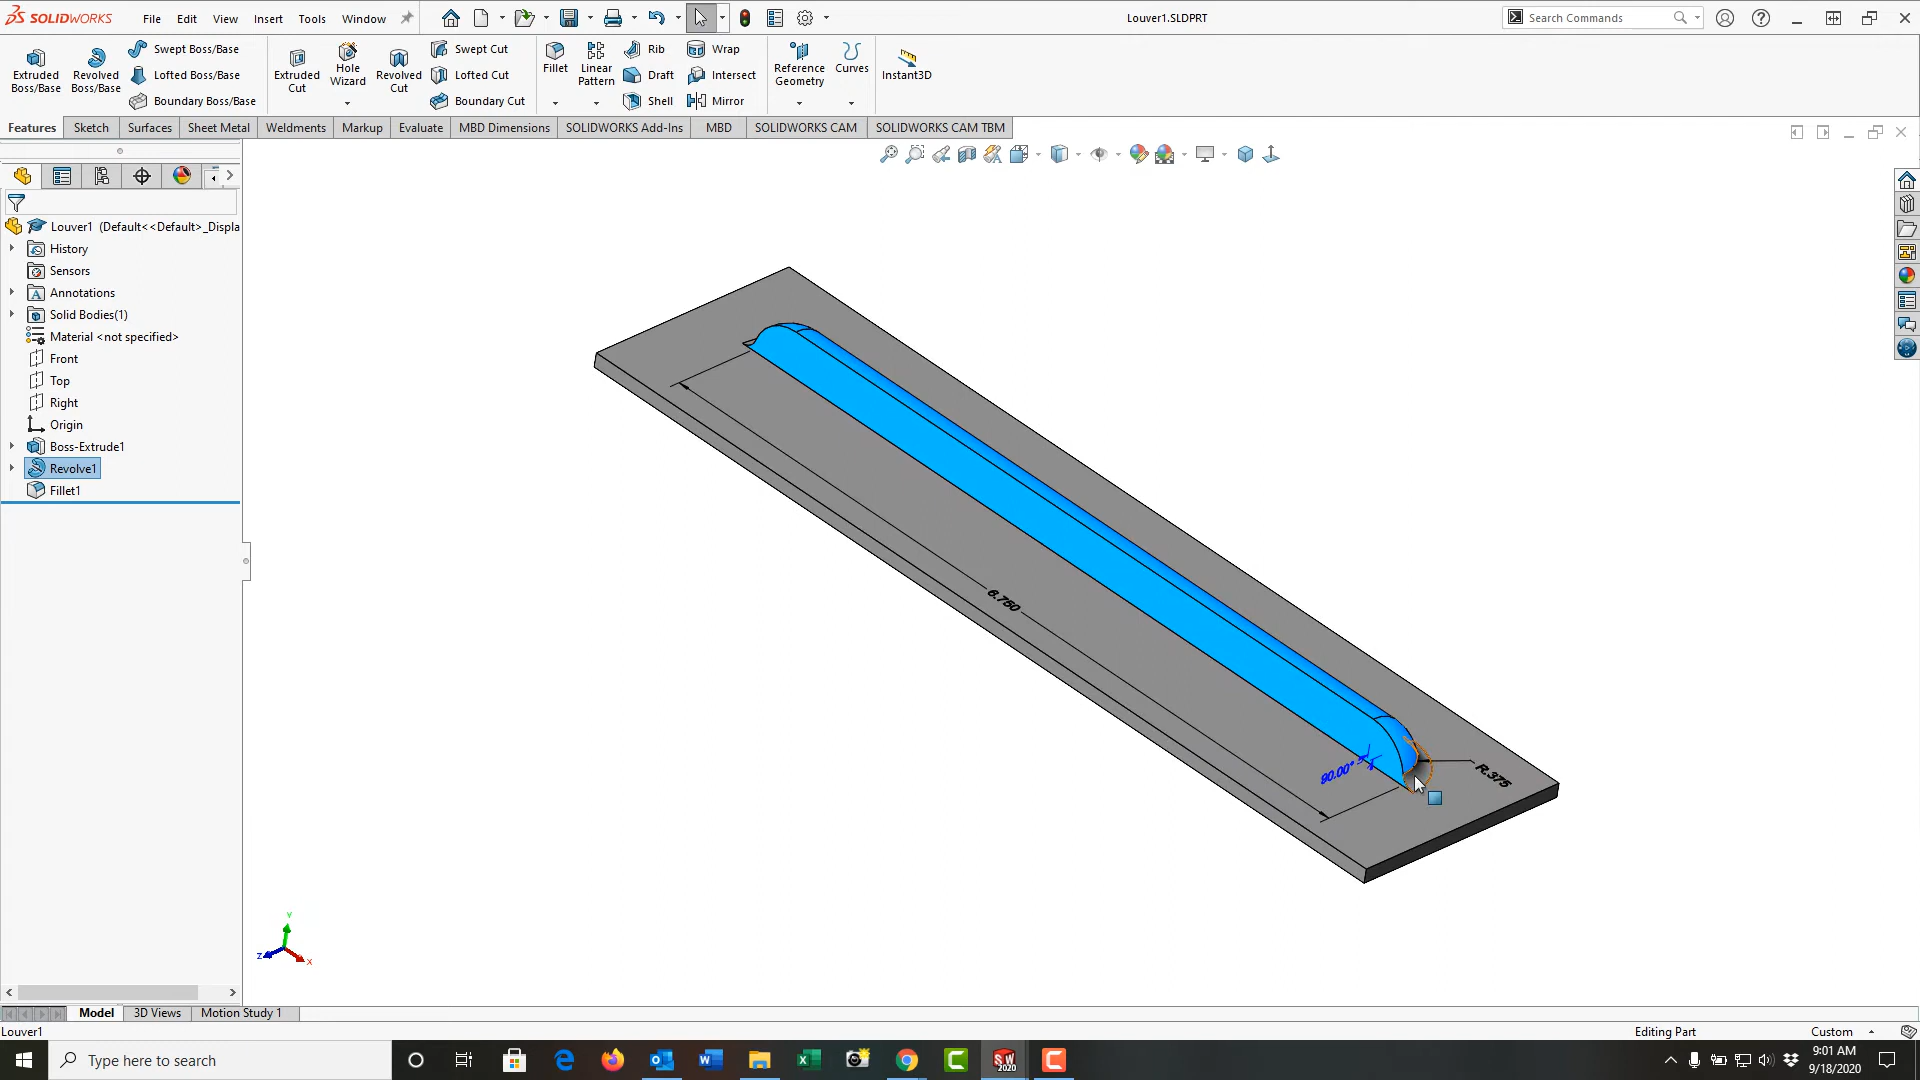 SOLIDWORKS File Edit View Insert Tools Window Louver1.SLDPRT Search Commands
Extruded Boss/Base
Revolved Boss/Base
Swept Boss/Base
Lofted Boss/Base
Boundary Boss/Base
Extruded Cut
Hole Wizard
Revolved Cut
Swept Cut
Lofted Cut
Boundary Cut
Fillet
Linear Pattern
Rib
Draft
Shell
Wrap
Intersect
Mirror
Reference Geometry
Curves
Instant3D
Features Sketch Surfaces Sheet Metal Weldments Markup Evaluate MBD Dimensions SOLIDWORKS Add-Ins MBD SOLIDWORKS CAM SOLIDWORKS CAM TBM
Louver1 (Default<<Default>_Displa
History
Sensors
Annotations
Solid Bodies(1)
Material <not specified>
Front
Top
Right
Origin
Boss-Extrude1
Revolve1
Fillet1
6.750
90.00°
R.375
Y
Z
X
Model 3D Views Motion Study 1
Louver1 Editing Part Custom
Type here to search
SW 2020
9:01 AM
9/18/2020